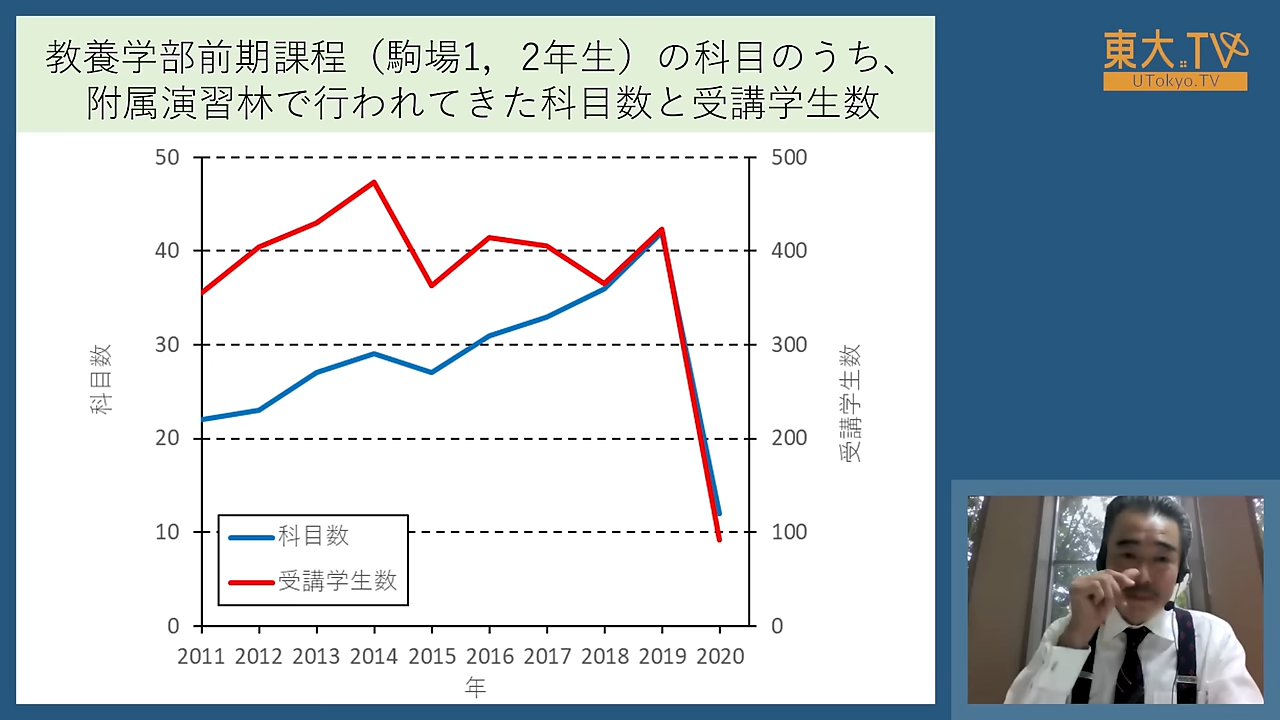 教養学部前期課程（駒場1，2年生）の科目のうち、
附属演習林で行われてきた科目数と受講学生数
東大.TV
UTokyo.TV
50
40
30
20
10
0
科目数
500
400
300
200
100
0
受講学生数
科目数
受講学生数
2011 2012 2013 2014 2015 2016 2017 2018 2019 2020
年